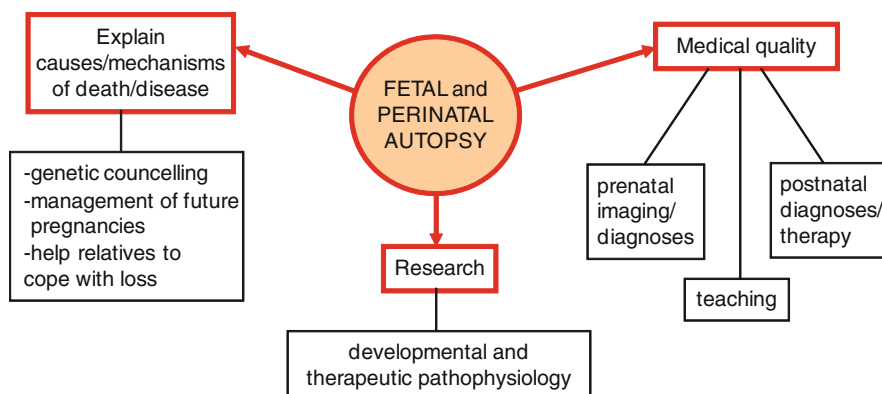 Explain
causes/mechanisms
of death/disease
-genetic councelling
-management of future
pregnancies
-help relatives to
cope with loss
FETAL and
PERINATAL
AUTOPSY
Research
developmental and
therapeutic pathophysiology
Medical quality
prenatal
imaging/
diagnoses
teaching
postnatal
diagnoses/
therapy